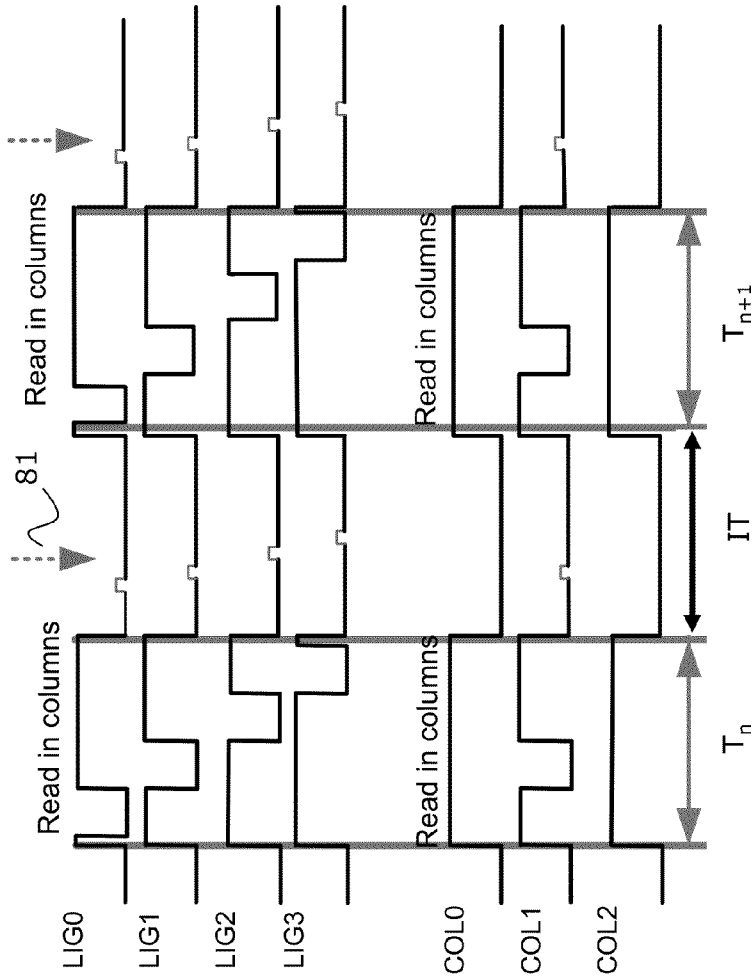 LIG0
LIG1
LIG2
LIG3
COL0
COL1
COL2
Read in columns
Read in columns
Read in columns
Read in columns
81
Tn
IT
Tn+1